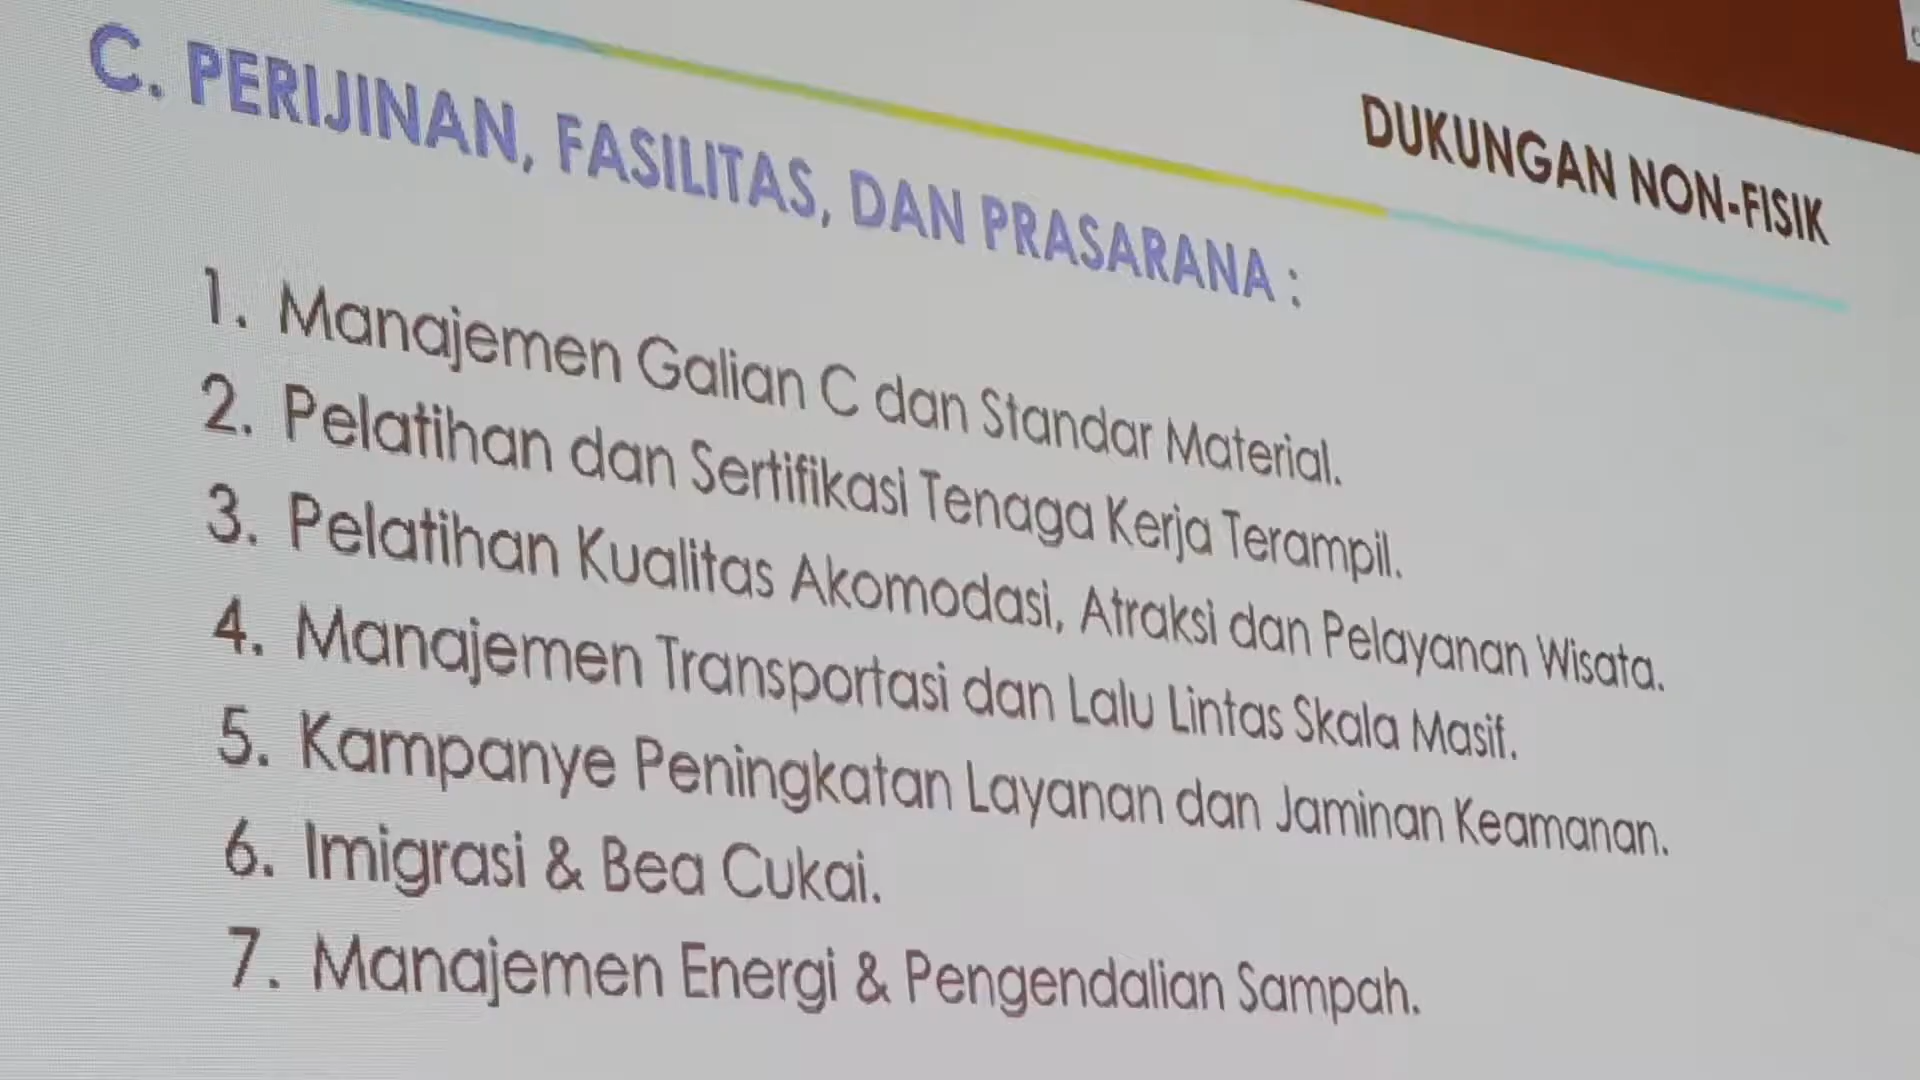 DUKUNGAN NON-FISIK
C. PERIJINAN, FASILITAS, DAN PRASARANA :
1. Manajemen Galian C dan Standar Material.
2. Pelatihan dan Sertifikasi Tenaga Kerja Terampil.
3. Pelatihan Kualitas Akomodasi, Atraksi dan Pelayanan Wisata.
4. Manajemen Transportasi dan Lalu Lintas Skala Masif.
5. Kampanye Peningkatan Layanan dan Jaminan Keamanan.
6. Imigrasi & Bea Cukai.
7. Manajemen Energi & Pengendalian Sampah.